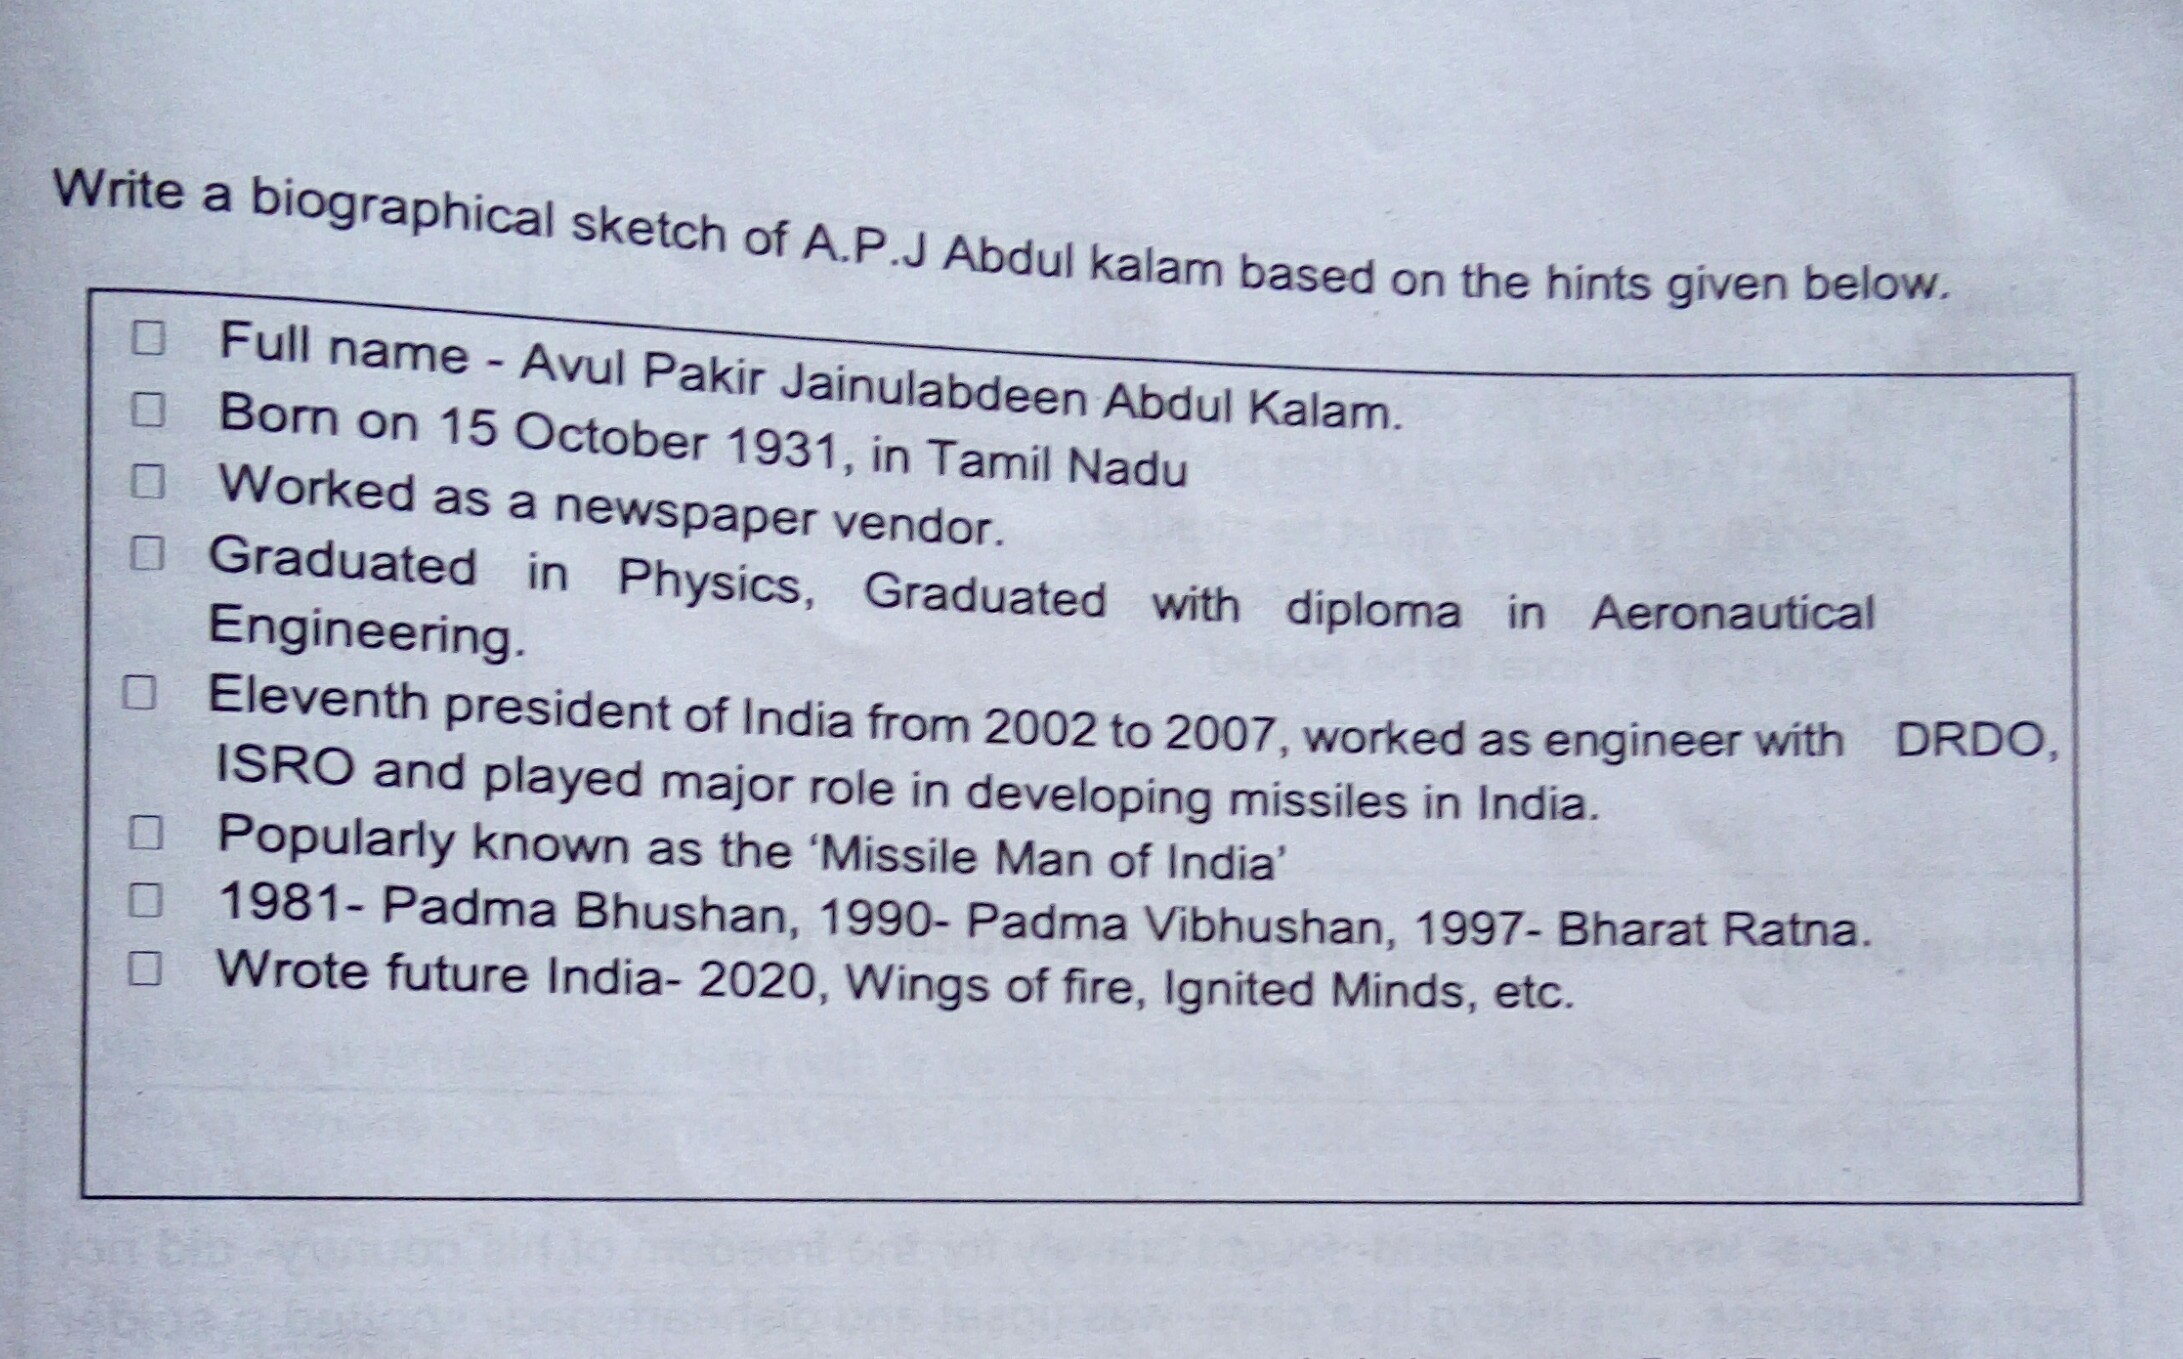 Write a biographical sketch of A.P.J Abdul kalam based on the hints given below.
Full name - Avul Pakir Jainulabdeen Abdul Kalam.
Born on 15 October 1931, in Tamil Nadu
Worked as a newspaper vendor.
Graduated in Physics, Graduated with diploma in Aeronautical
Engineering.
Eleventh president of India from 2002 to 2007, worked as engineer with DRDO,
ISRO and played major role in developing missiles in India.
Popularly known as the 'Missile Man of India'
1981- Padma Bhushan, 1990- Padma Vibhushan, 1997- Bharat Ratna.
Wrote future India- 2020, Wings of fire, Ignited Minds, etc.